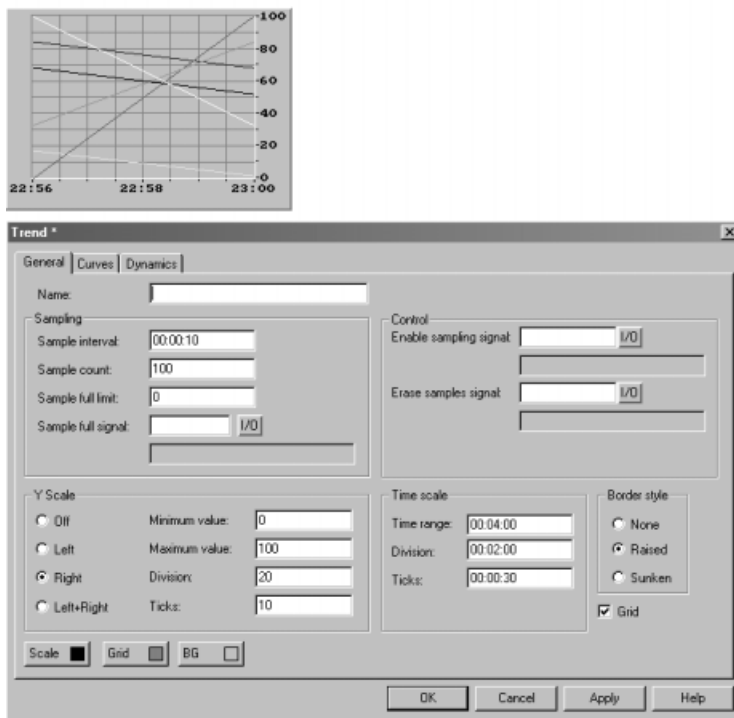 100
80
60
40
20
0
22:56 22:58 23:00
Trend *
General Curves Dynamics
Name:
Sampling
Sample interval: 00:00:10
Sample count: 100
Sample full limit: 0
Sample full signal: I/O
Control
Enable sampling signal: I/O
Erase samples signal: I/O
Y Scale
Off
Left
Right
Left+Right
Minimum value: 0
Maximum value: 100
Division: 20
Ticks: 10
Time scale
Time range: 00:04:00
Division: 00:02:00
Ticks: 00:00:30
Border style
None
Raised
Sunken
Grid
Scale Grid BG
OK Cancel Apply Help